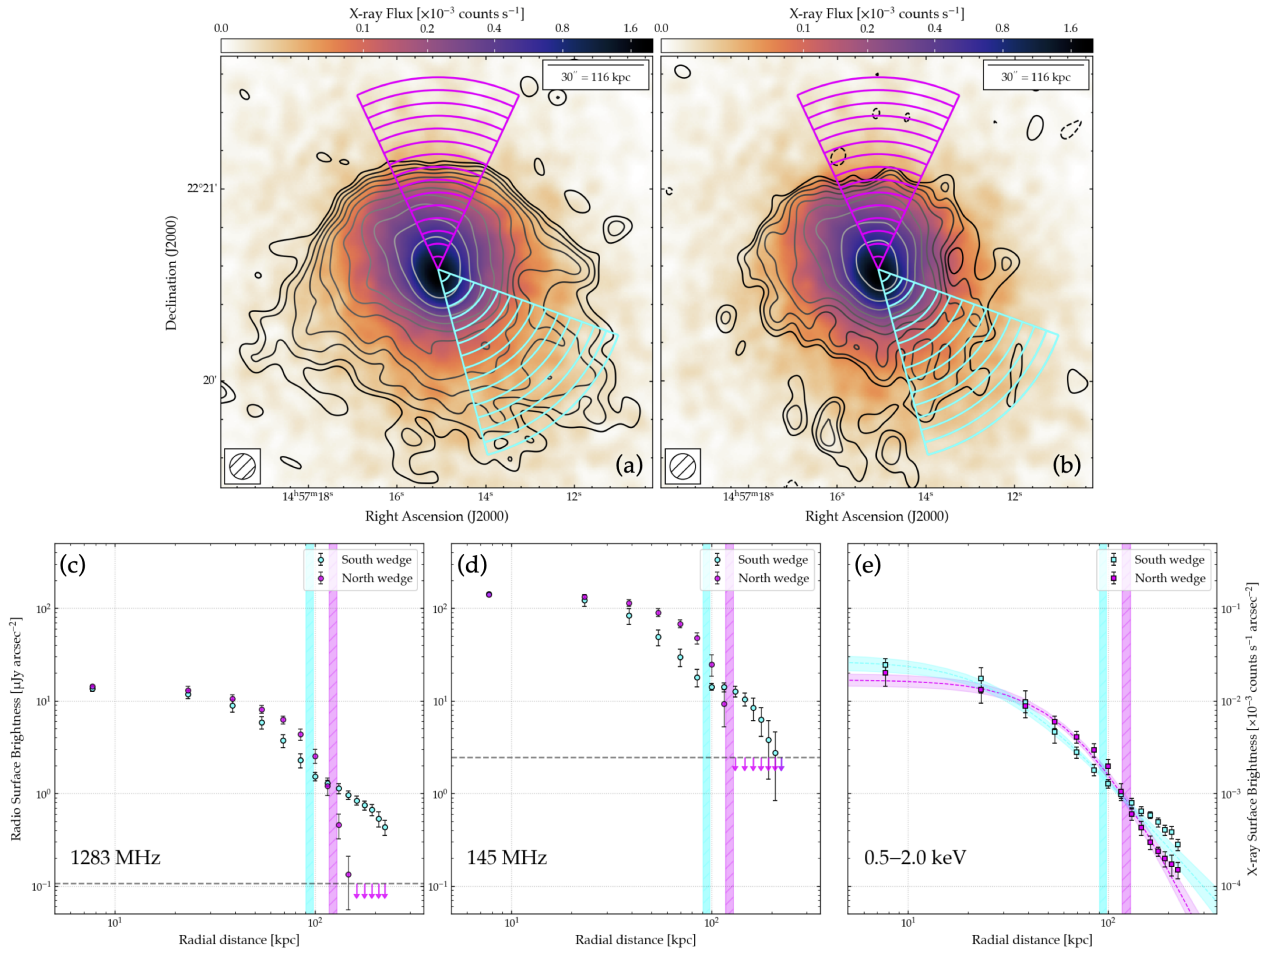 X-ray Flux [×10⁻³ counts s⁻¹]
0.0 0.1 0.2 0.4 0.8 1.6
30″ = 116 kpc
22°21′
20′
Declination (J2000)
(a)
14ʰ57ᵐ18ˢ 16ˢ 14ˢ 12ˢ
Right Ascension (J2000)
X-ray Flux [×10⁻³ counts s⁻¹]
0.0 0.1 0.2 0.4 0.8 1.6
30″ = 116 kpc
(b)
14ʰ57ᵐ18ˢ 16ˢ 14ˢ 12ˢ
Right Ascension (J2000)
(c)
South wedge
North wedge
Radio Surface Brightness [μJy arcsec⁻²]
10²
10¹
10⁰
10⁻¹
1283 MHz
10¹ 10²
Radial distance [kpc]
(d)
South wedge
North wedge
10²
10¹
10⁰
10⁻¹
145 MHz
10¹ 10²
Radial distance [kpc]
(e)
South wedge
North wedge
10²
10¹
10⁰
10⁻¹
0.5–2.0 keV
10¹ 10²
Radial distance [kpc]
10⁻¹
10⁻²
10⁻³
10⁻⁴
X-ray Surface Brightness [×10⁻³ counts s⁻¹ arcsec⁻²]